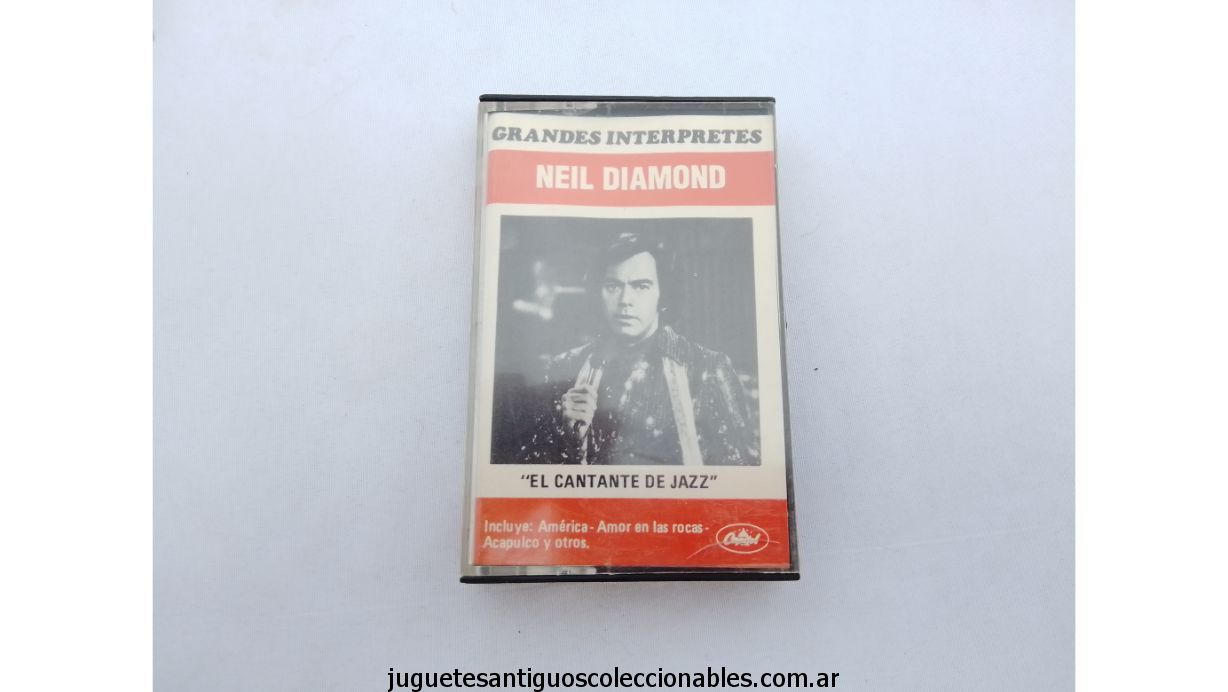 GRANDES INTERPRETES
NEIL DIAMOND
"EL CANTANTE DE JAZZ"
Incluye: América - Amor en las rocas -
Acapulco y otros.
Capitol
juguetesantiguoscoleccionables.com.ar